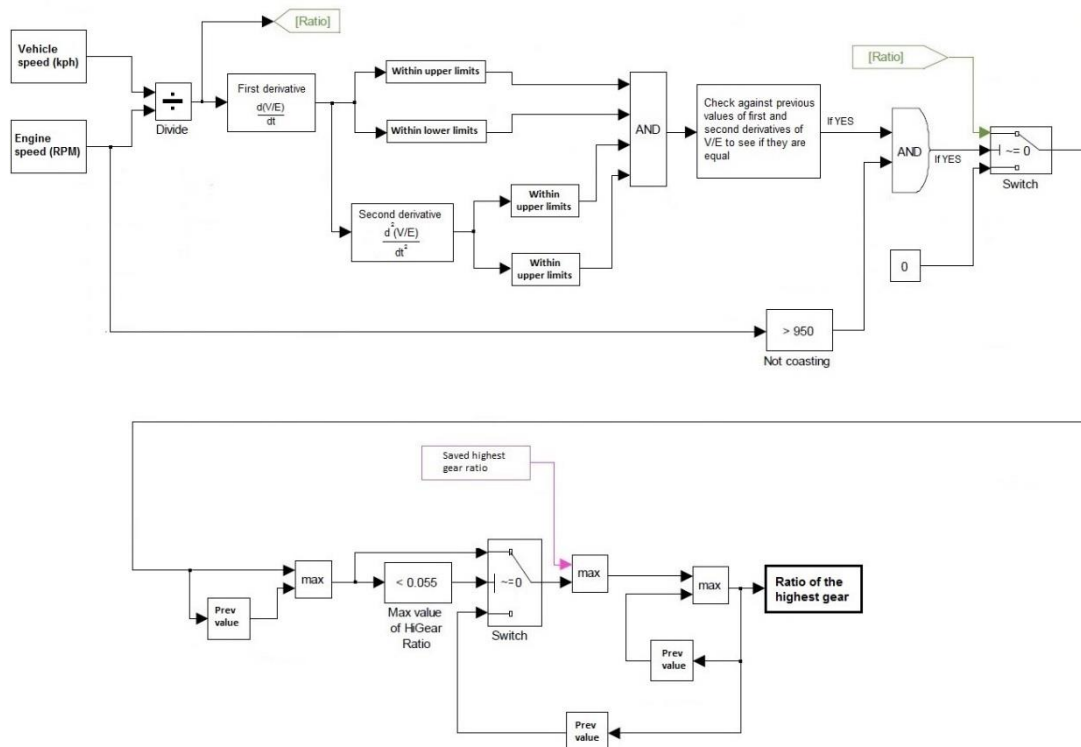 [Ratio]
Vehicle
speed (kph)
÷
Divide
Engine
speed (RPM)
First derivative
d(V/E)
dt
Within upper limits
Within lower limits
Second derivative
d²(V/E)
dt²
Within
upper limits
Within
upper limits
AND
Check against previous
values of first and
second derivatives of
V/E to see if they are
equal
If YES
AND
If YES
[Ratio]
~= 0
Switch
0
> 950
Not coasting
Saved highest
gear ratio
Prev
value
max
< 0.055
Max value
of HiGear
Ratio
~=0
Switch
max
max
Ratio of the
highest gear
Prev
value
Prev
value